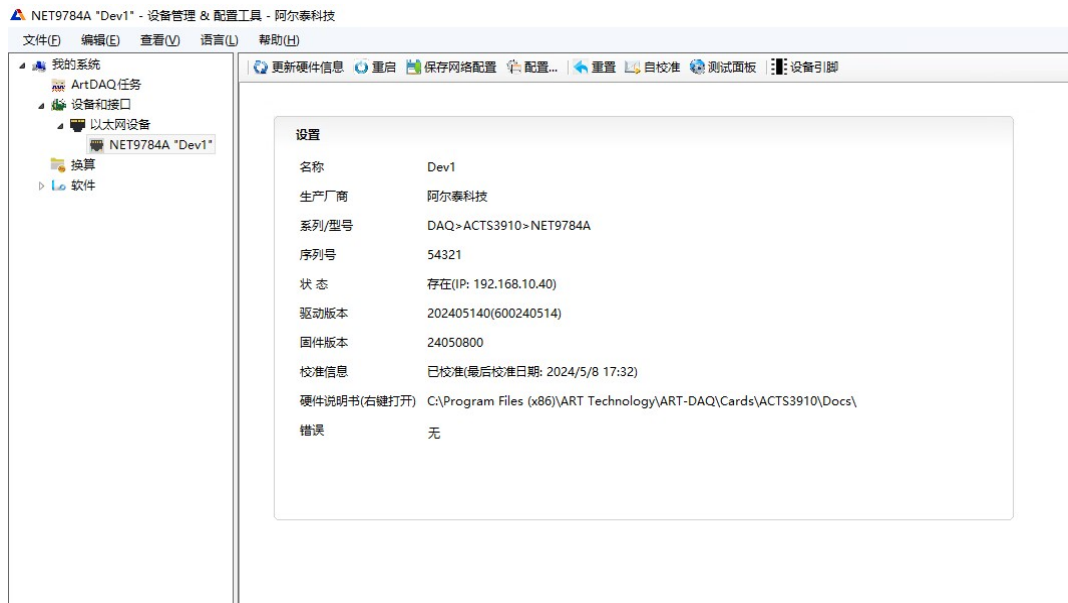 NET9784A "Dev1" - 设备管理 & 配置工具 - 阿尔泰科技
文件(F) 编辑(E) 查看(V) 语言(L) 帮助(H)
更新硬件信息 重启 保存网络配置 配置... 重置 自校准 测试面板 设备引脚
我的系统
ArtDAQ任务
设备和接口
以太网设备
NET9784A "Dev1"
换算
软件
设置
名称 Dev1
生产厂商 阿尔泰科技
系列/型号 DAQ>ACTS3910>NET9784A
序列号 54321
状 态 存在(IP: 192.168.10.40)
驱动版本 202405140(600240514)
固件版本 24050800
校准信息 已校准(最后校准日期: 2024/5/8 17:32)
硬件说明书(右键打开) C:\Program Files (x86)\ART Technology\ART-DAQ\Cards\ACTS3910\Docs\
错误 无